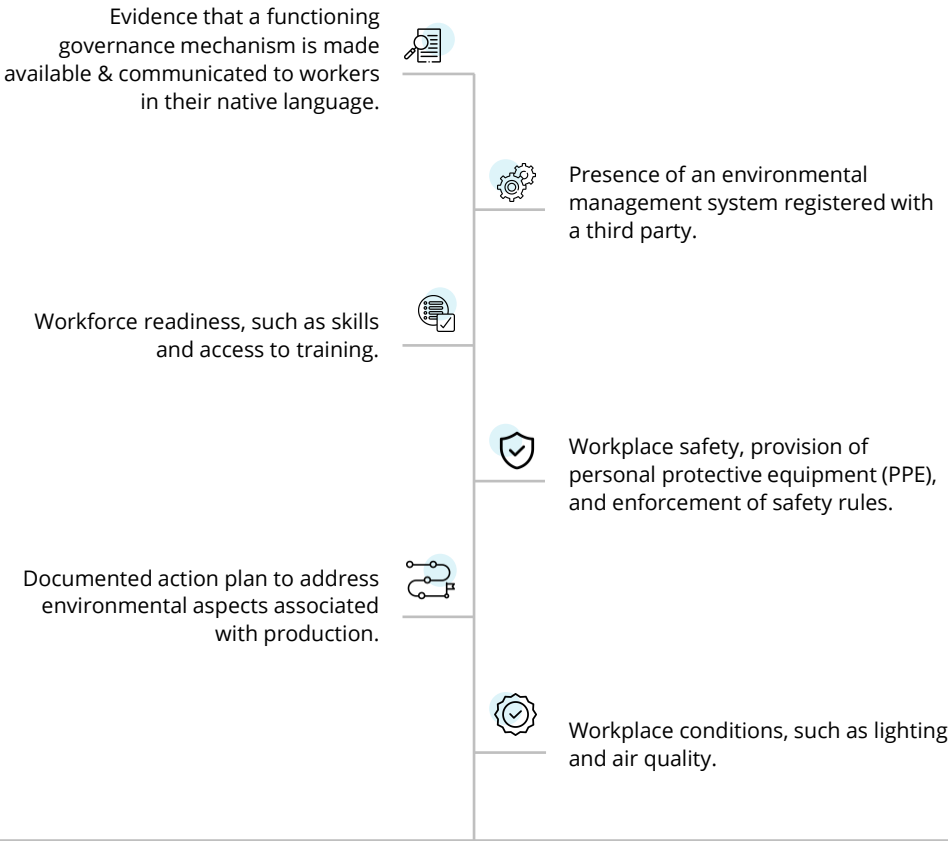 Evidence that a functioning
governance mechanism is made
available & communicated to workers
in their native language.
Presence of an environmental
management system registered with
a third party.
Workforce readiness, such as skills
and access to training.
Workplace safety, provision of
personal protective equipment (PPE),
and enforcement of safety rules.
Documented action plan to address
environmental aspects associated
with production.
Workplace conditions, such as lighting
and air quality.